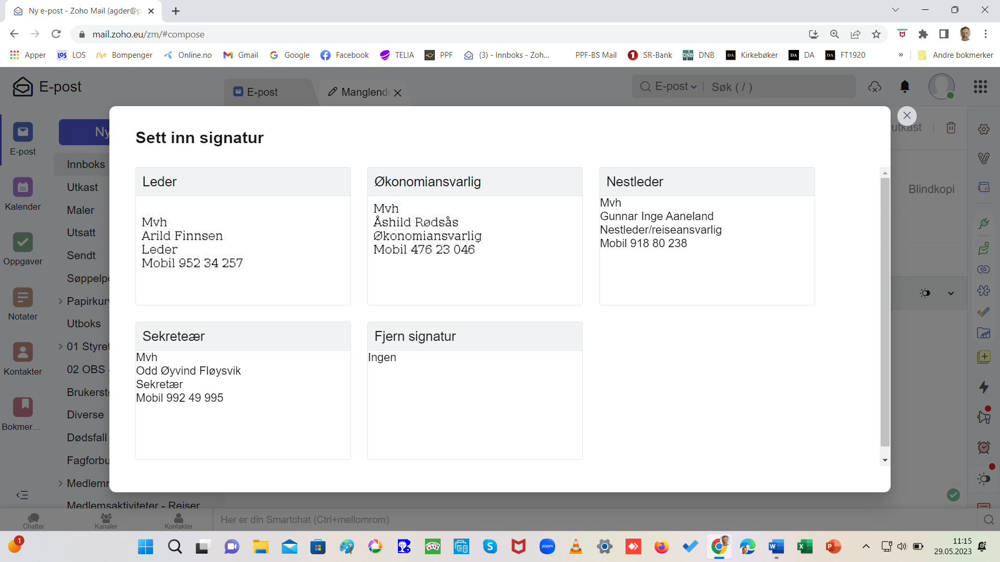 Ny e-post - Zoho Mail (agder@p
mail.zoho.eu/zm/#compose
Apper
LOS
Bompenger
Online.no
Gmail
Google
Facebook
TELIA
PPF
(3) - Innboks - Zoh...
PPF-BS Mail
SR-Bank
DNB
Kirkebøker
DA
FT1920
»
Andre bokmerker
E-post
E-post
Manglend
E-post
Søk ( / )
E-post
Kalender
Oppgaver
Notater
Kontakter
Bokmer...
Ny
Innboks
Utkast
Maler
Utsatt
Sendt
Søppelpo
Papirkurv
Utboks
01 Styret
02 OBS -
Brukerstø
Diverse
Dødsfall
Fagforbu
Medlemr
Medlemsaktiviteter - Reiser
utkast
Blindkopi
Sett inn signatur
Leder
Mvh
Arild Finnsen
Leder
Mobil 952 34 257
Økonomiansvarlig
Mvh
Åshild Rødsås
Økonomiansvarlig
Mobil 476 23 046
Nestleder
Mvh
Gunnar Inge Aaneland
Nestleder/reiseansvarlig
Mobil 918 80 238
Sekreteær
Mvh
Odd Øyvind Fløysvik
Sekretær
Mobil 992 49 995
Fjern signatur
Ingen
Chatter
Kanaler
Kontakter
Her er din Smartchat (Ctrl+mellomrom)
1
zoom
11:15
29.05.2023